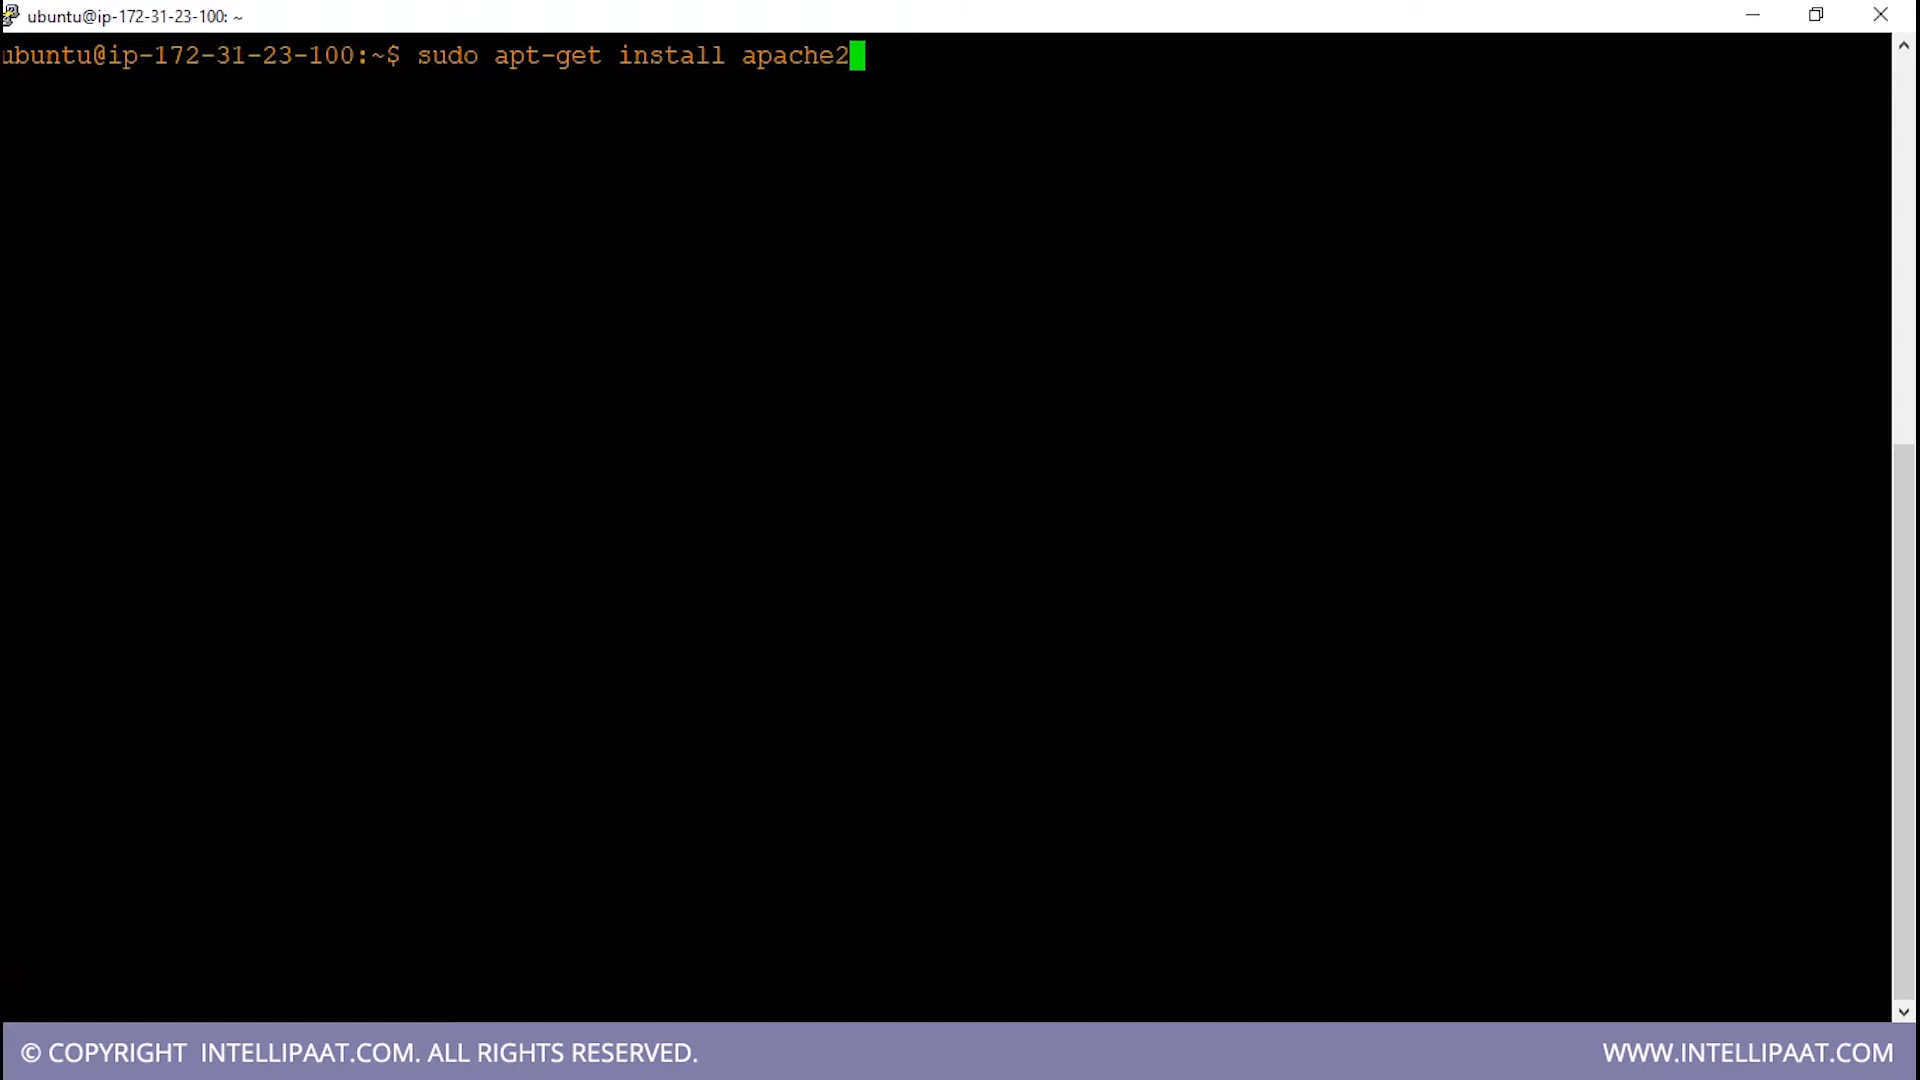 ubuntu@ip-172-31-23-100: ~
ubuntu@ip-172-31-23-100:~$ sudo apt-get install apache2
© COPYRIGHT INTELLIPAAT.COM. ALL RIGHTS RESERVED.
WWW.INTELLIPAAT.COM